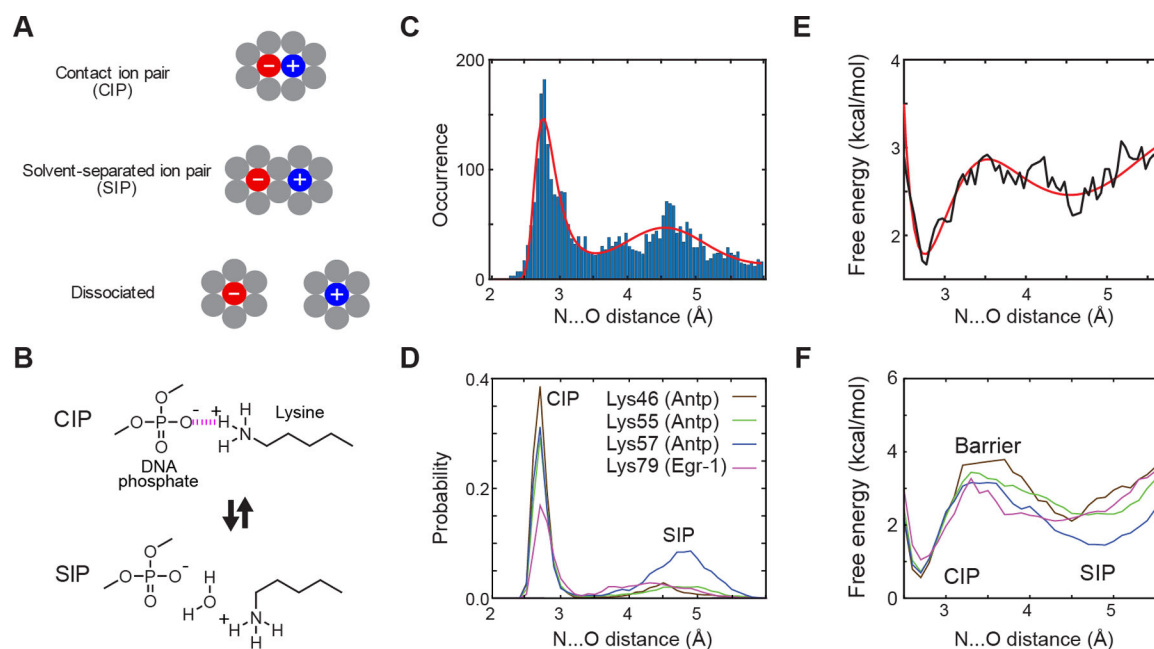 A
Contact ion pair
(CIP)
− +
Solvent-separated ion pair
(SIP)
− +
Dissociated
− +
B
CIP
O
O P O
−
+
O
H
H N
H
Lysine
DNA
phosphate
SIP
O
O P O
−
O
H
O
H
+
H N H
H
C
Occurrence
200
100
0
2 3 4 5 6
N...O distance (Å)
D
Probability
0.4
0.2
0
CIP
Lys46 (Antp)
Lys55 (Antp)
Lys57 (Antp)
Lys79 (Egr-1)
SIP
2 3 4 5 6
N...O distance (Å)
E
Free energy (kcal/mol)
4
3
2
3 4 5
N...O distance (Å)
F
Free energy (kcal/mol)
6
4
2
0
Barrier
CIP
SIP
3 4 5
N...O distance (Å)